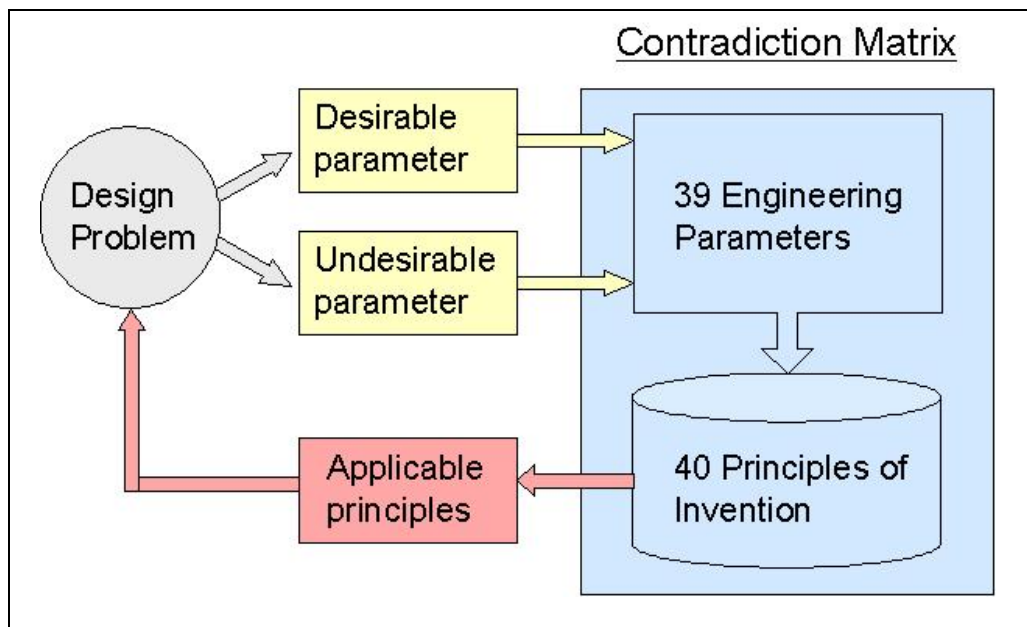 Contradiction Matrix
Desirable
parameter
Design
Problem
39 Engineering
Parameters
Undesirable
parameter
Applicable
principles
40 Principles of
Invention